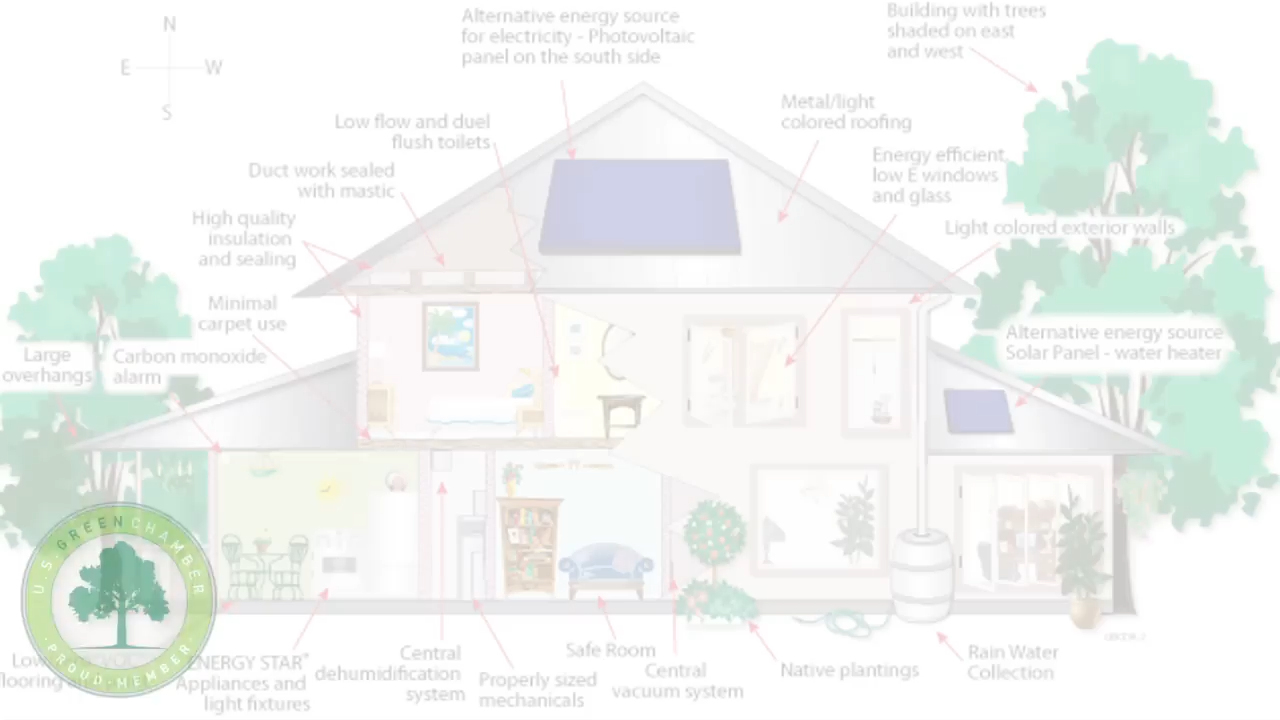 N
E W
S
Alternative energy source
for electricity - Photovoltaic
panel on the south side
Building with trees
shaded on east
and west
Low flow and duel
flush toilets
Metal/light
colored roofing
Duct work sealed
with mastic
Energy efficient
low E windows
and glass
High quality
insulation
and sealing
Light colored exterior walls
Minimal
carpet use
Alternative energy source
Solar Panel - water heater
Large
overhangs
Carbon monoxide
alarm
U.S GREEN CHAMBER
PROUD MEMBER
Low
flooring
ENERGY STAR
Appliances and
light fixtures
Central
dehumidification
system
Properly sized
mechanicals
Safe Room
Central
vacuum system
Native plantings
Rain Water
Collection